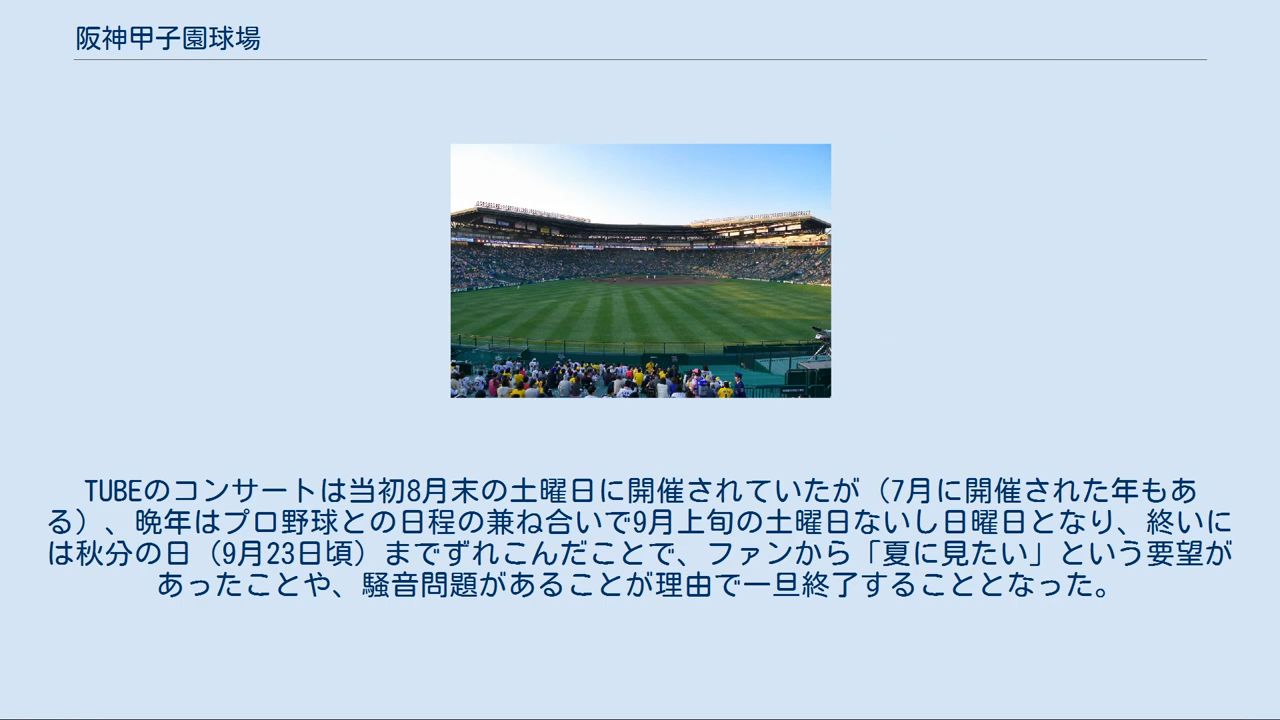 阪神甲子園球場
TUBEのコンサートは当初8月末の土曜日に開催されていたが（7月に開催された年もあ
る）、晩年はプロ野球との日程の兼ね合いで9月上旬の土曜日ないし日曜日となり、終いに
は秋分の日（9月23日頃）までずれこんだことで、ファンから「夏に見たい」という要望が
あったことや、騒音問題があることが理由で一旦終了することとなった。